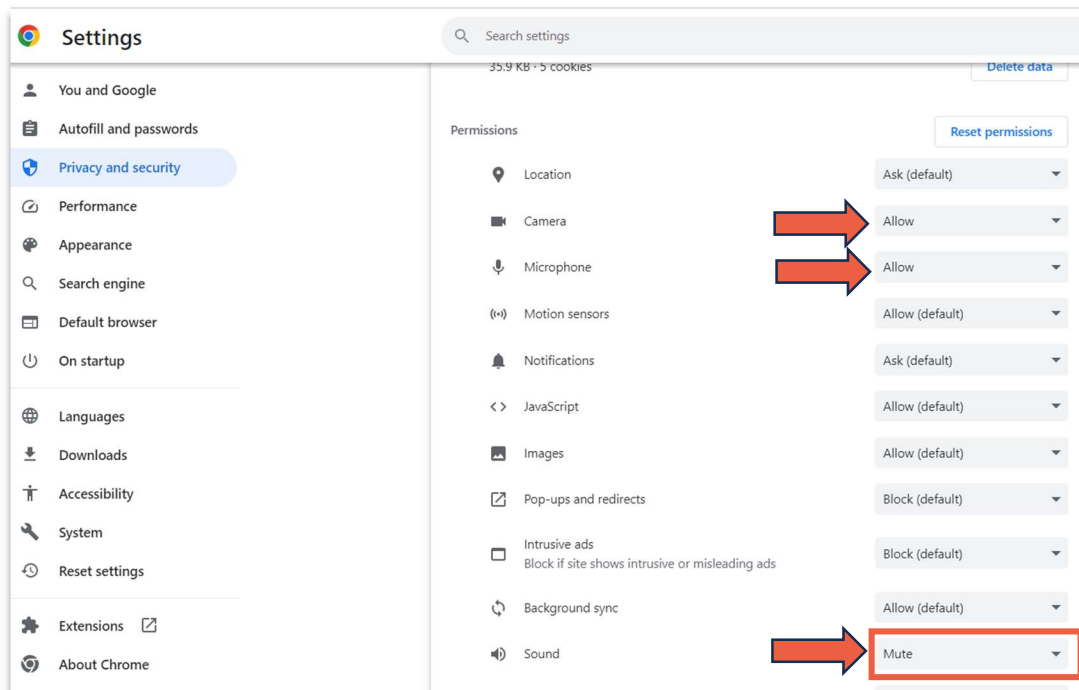 Settings
Search settings
You and Google
Autofill and passwords
Privacy and security
Performance
Appearance
Search engine
Default browser
On startup
Languages
Downloads
Accessibility
System
Reset settings
Extensions
About Chrome
35.9 KB · 5 cookies
Delete data
Permissions
Reset permissions
Location
Ask (default)
Camera
Allow
Microphone
Allow
Motion sensors
Allow (default)
Notifications
Ask (default)
JavaScript
Allow (default)
Images
Allow (default)
Pop-ups and redirects
Block (default)
Intrusive ads
Block if site shows intrusive or misleading ads
Block (default)
Background sync
Allow (default)
Sound
Mute